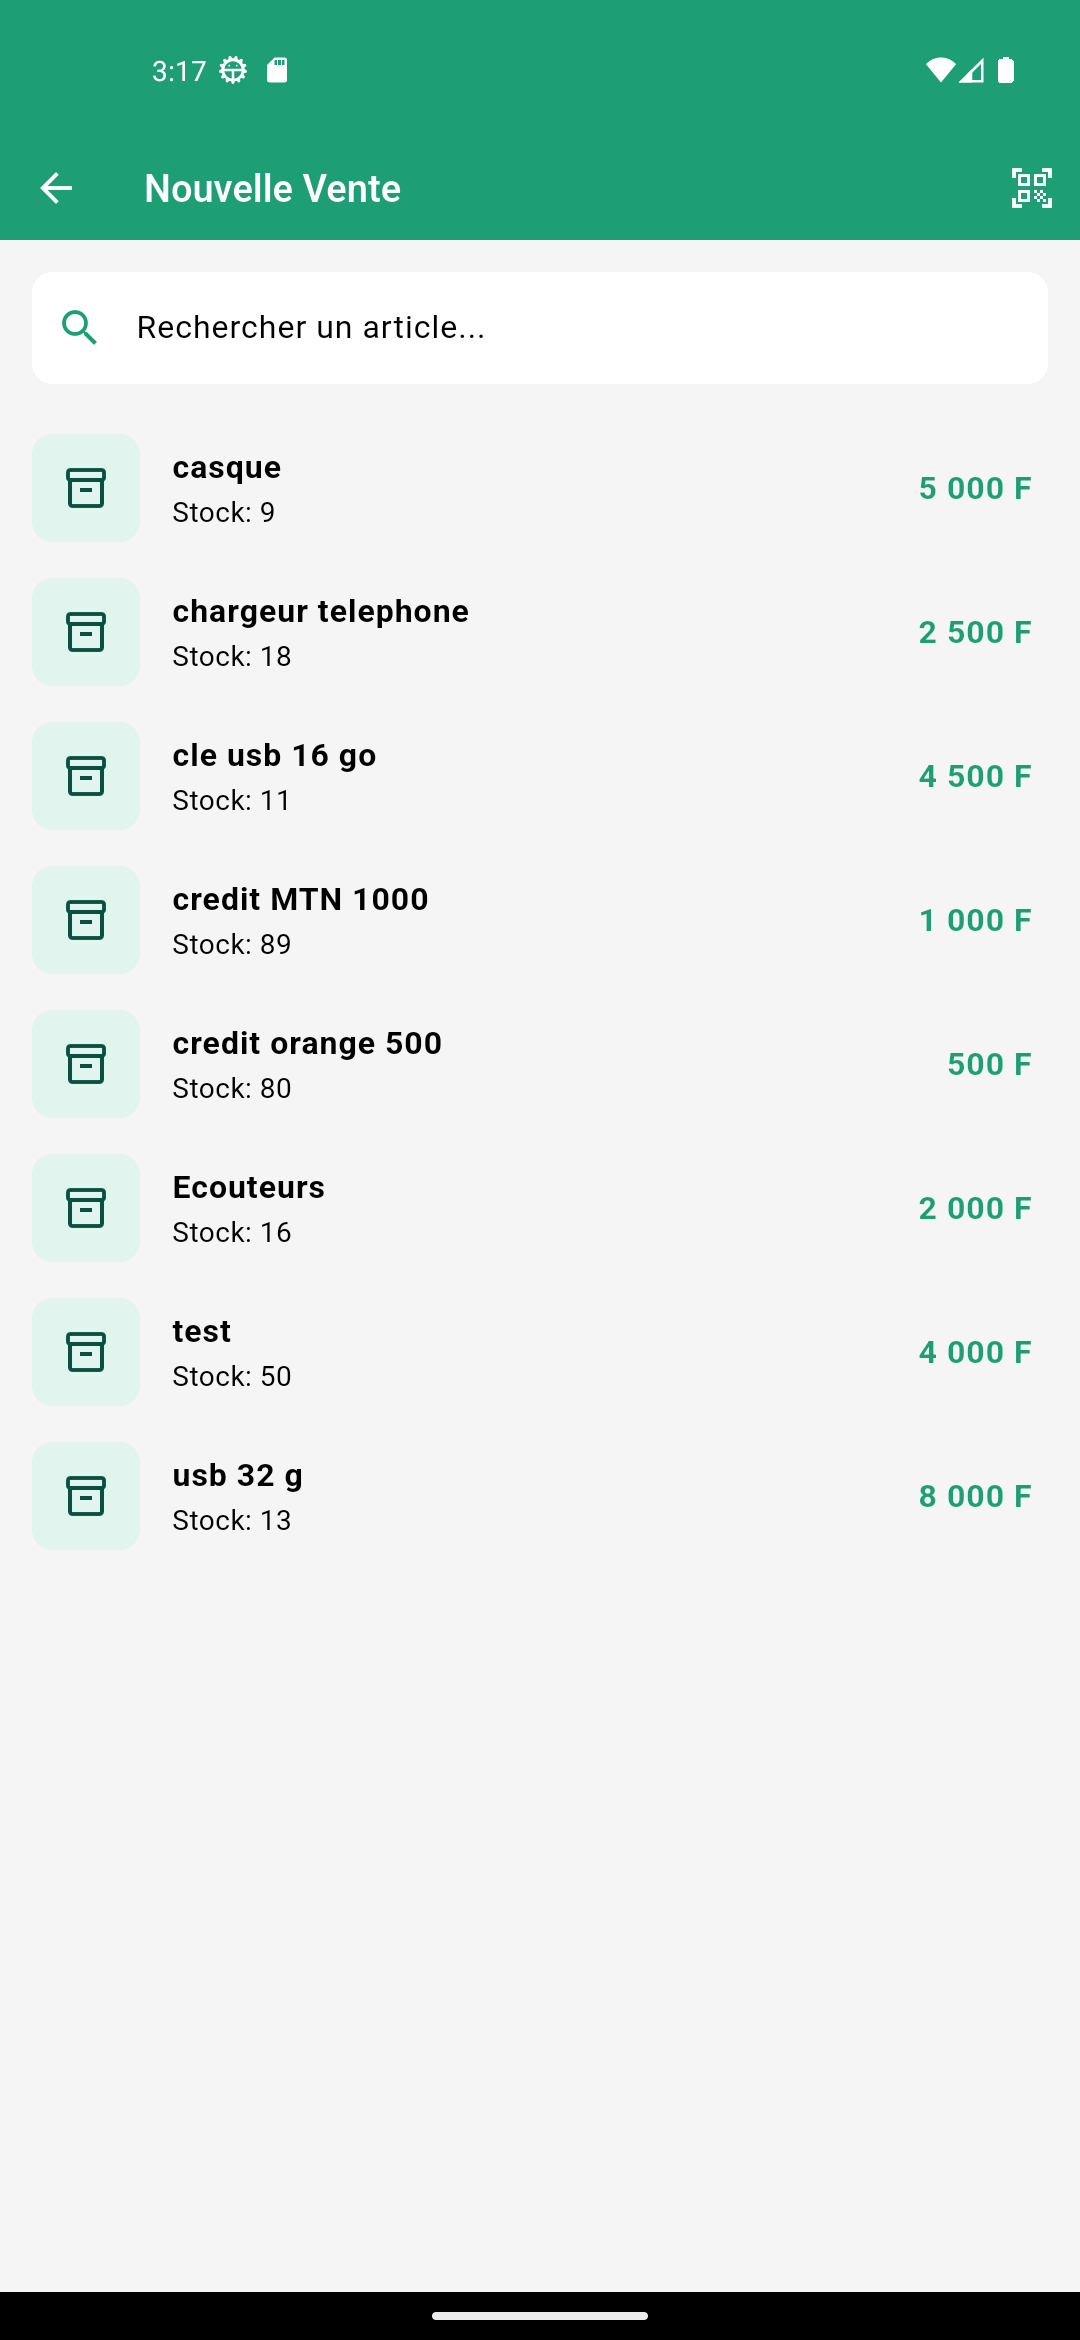 3:17
Nouvelle Vente
Rechercher un article...
casque
Stock: 9
5 000 F
chargeur telephone
Stock: 18
2 500 F
cle usb 16 go
Stock: 11
4 500 F
credit MTN 1000
Stock: 89
1 000 F
credit orange 500
Stock: 80
500 F
Ecouteurs
Stock: 16
2 000 F
test
Stock: 50
4 000 F
usb 32 g
Stock: 13
8 000 F